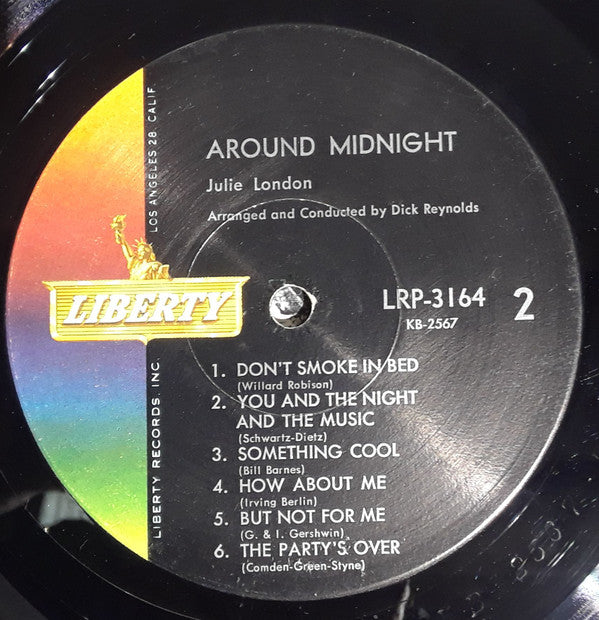 AROUND MIDNIGHT
Julie London
Arranged and Conducted by Dick Reynolds
LIBERTY
LRP-3164 2
KB-2567
1. DON'T SMOKE IN BED
(Willard Robison)
2. YOU AND THE NIGHT
AND THE MUSIC
(Schwartz-Dietz)
3. SOMETHING COOL
(Bill Barnes)
4. HOW ABOUT ME
(Irving Berlin)
5. BUT NOT FOR ME
(G. & I. Gershwin)
6. THE PARTY'S OVER
(Comden-Green-Styne)
LIBERTY RECORDS, INC.
LOS ANGELES 28, CALIF.